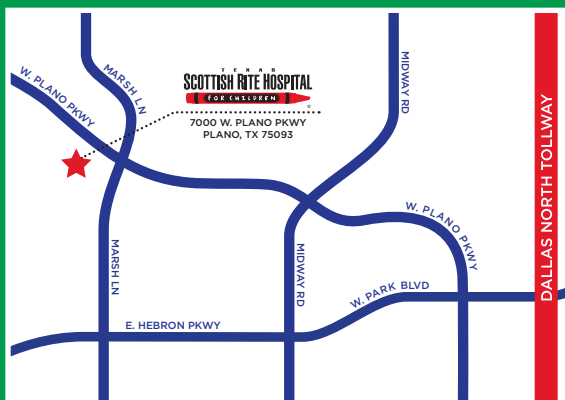 W. PLANO PKWY
MARSH LN
TEXAS
SCOTTISH RITE HOSPITAL
FOR CHILDREN
®
7000 W. PLANO PKWY
PLANO, TX 75093
MIDWAY RD
DALLAS NORTH TOLLWAY
W. PLANO PKWY
MARSH LN
MIDWAY RD
W. PARK BLVD
E. HEBRON PKWY